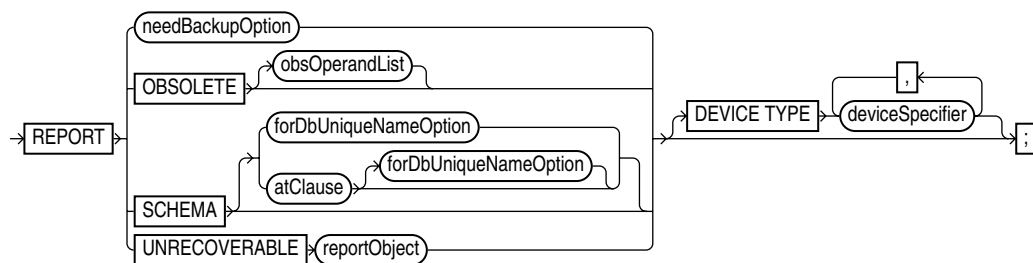 needBackupOption
OBSOLETE obsOperandList
REPORT
forDbUniqueNameOption
atClause forDbUniqueNameOption
SCHEMA
UNRECOVERABLE reportObject
DEVICE TYPE deviceSpecifier ,
;